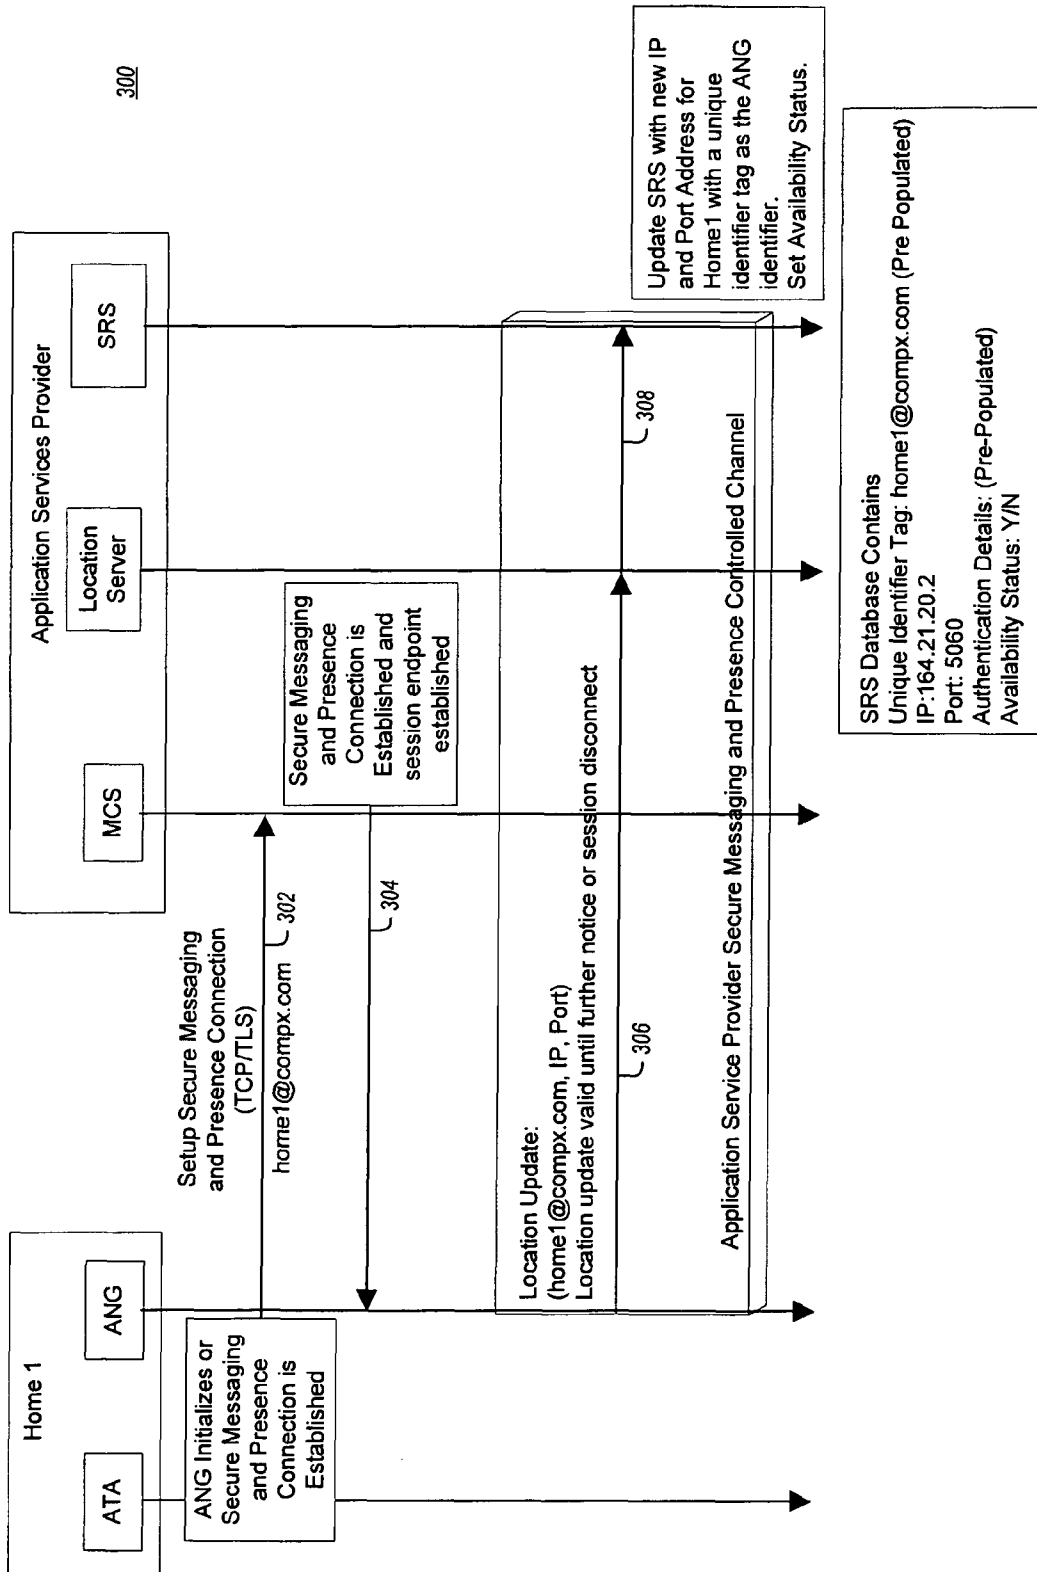 300
Home 1
ATA
ANG
Application Services Provider
MCS
Location
Server
SRS
ANG Initializes or
Secure Messaging
and Presence
Connection is
Established
Setup Secure Messaging
and Presence Connection
(TCP/TLS)
home1@compx.com
302
Secure Messaging
and Presence
Connection is
Established and
session endpoint
established
304
Location Update:
(home1@compx.com, IP, Port)
Location update valid until further notice or session disconnect
306
308
Application Service Provider Secure Messaging and Presence Controlled Channel
Update SRS with new IP
and Port Address for
Home1 with a unique
identifier tag as the ANG
identifier.
Set Availability Status.
SRS Database Contains
Unique Identifier Tag: home1@compx.com (Pre Populated)
IP:164.21.20.2
Port: 5060
Authentication Details: (Pre-Populated)
Availability Status: Y/N